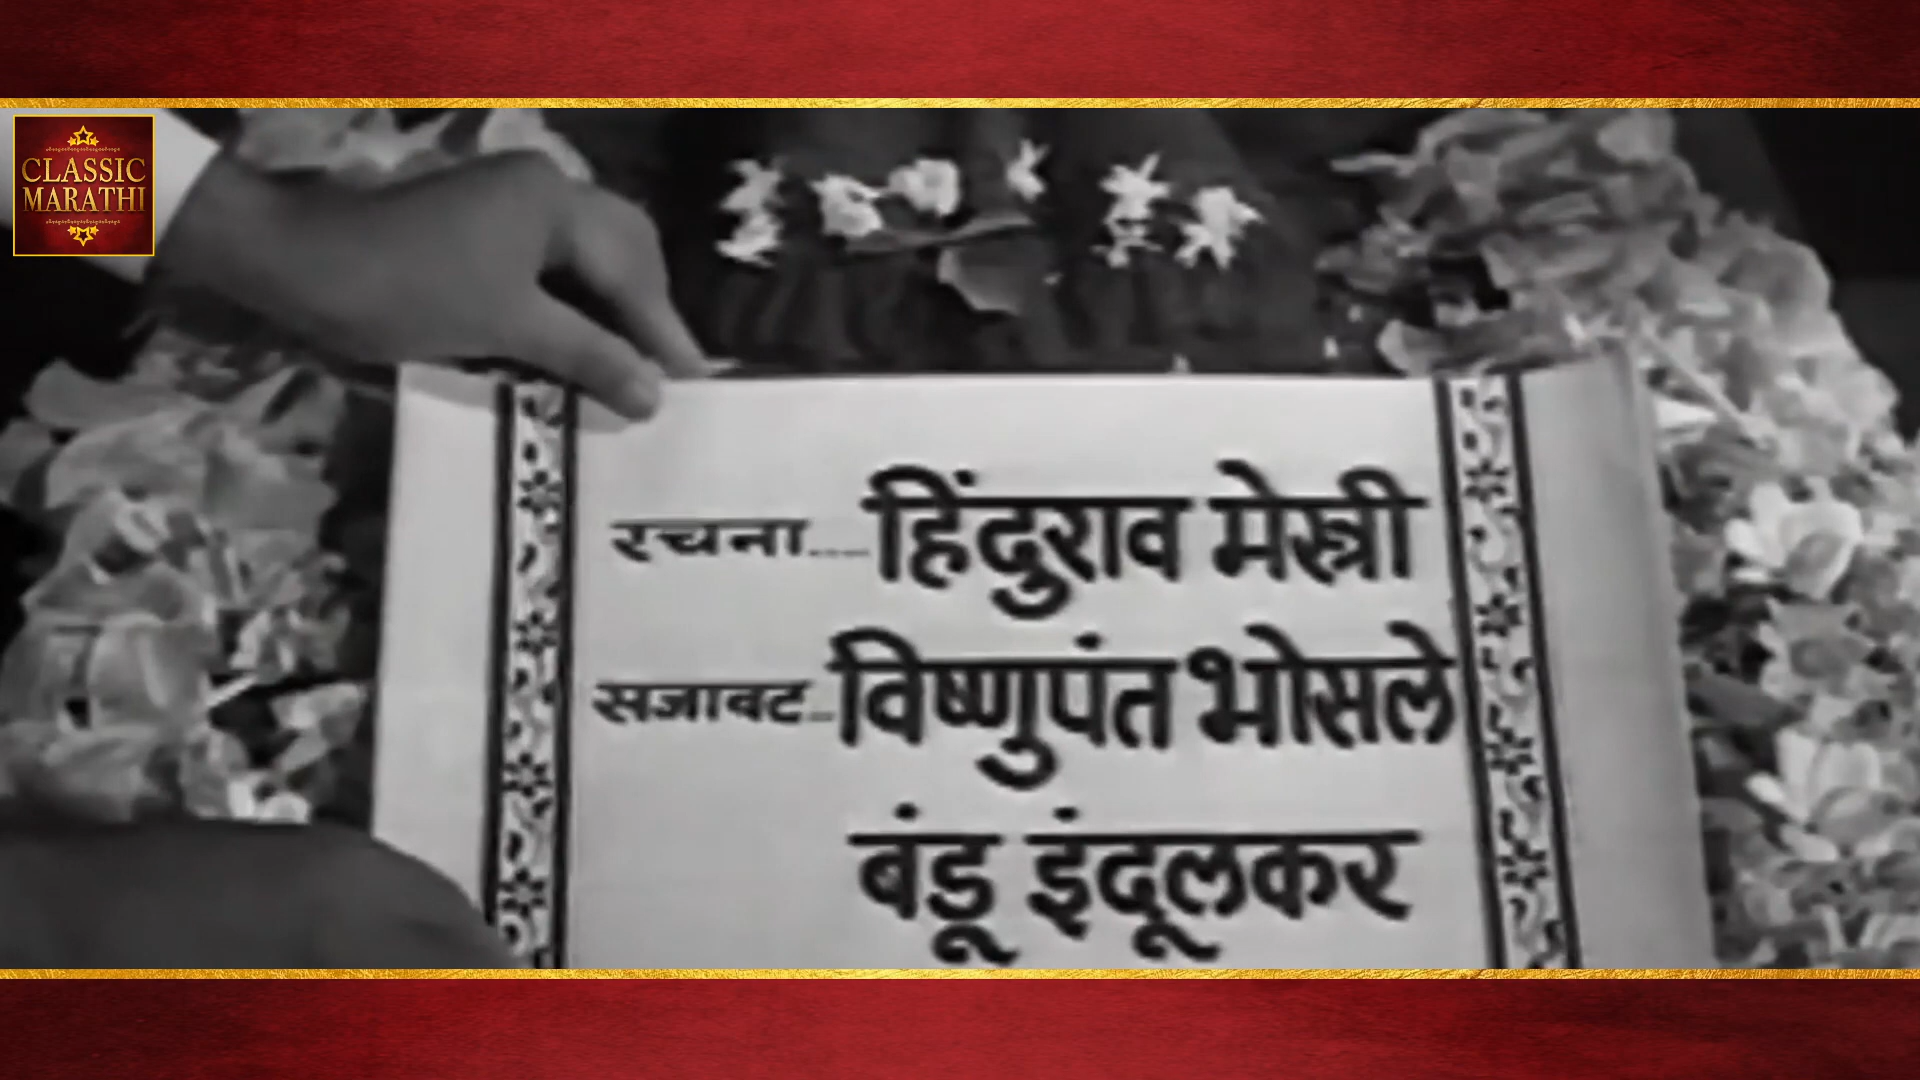 CLASSIC
MARATHI
रचना.....हिंदुराव मेस्त्री
सजावट...विष्णुपंत भोसले
बंडू इंदूलकर